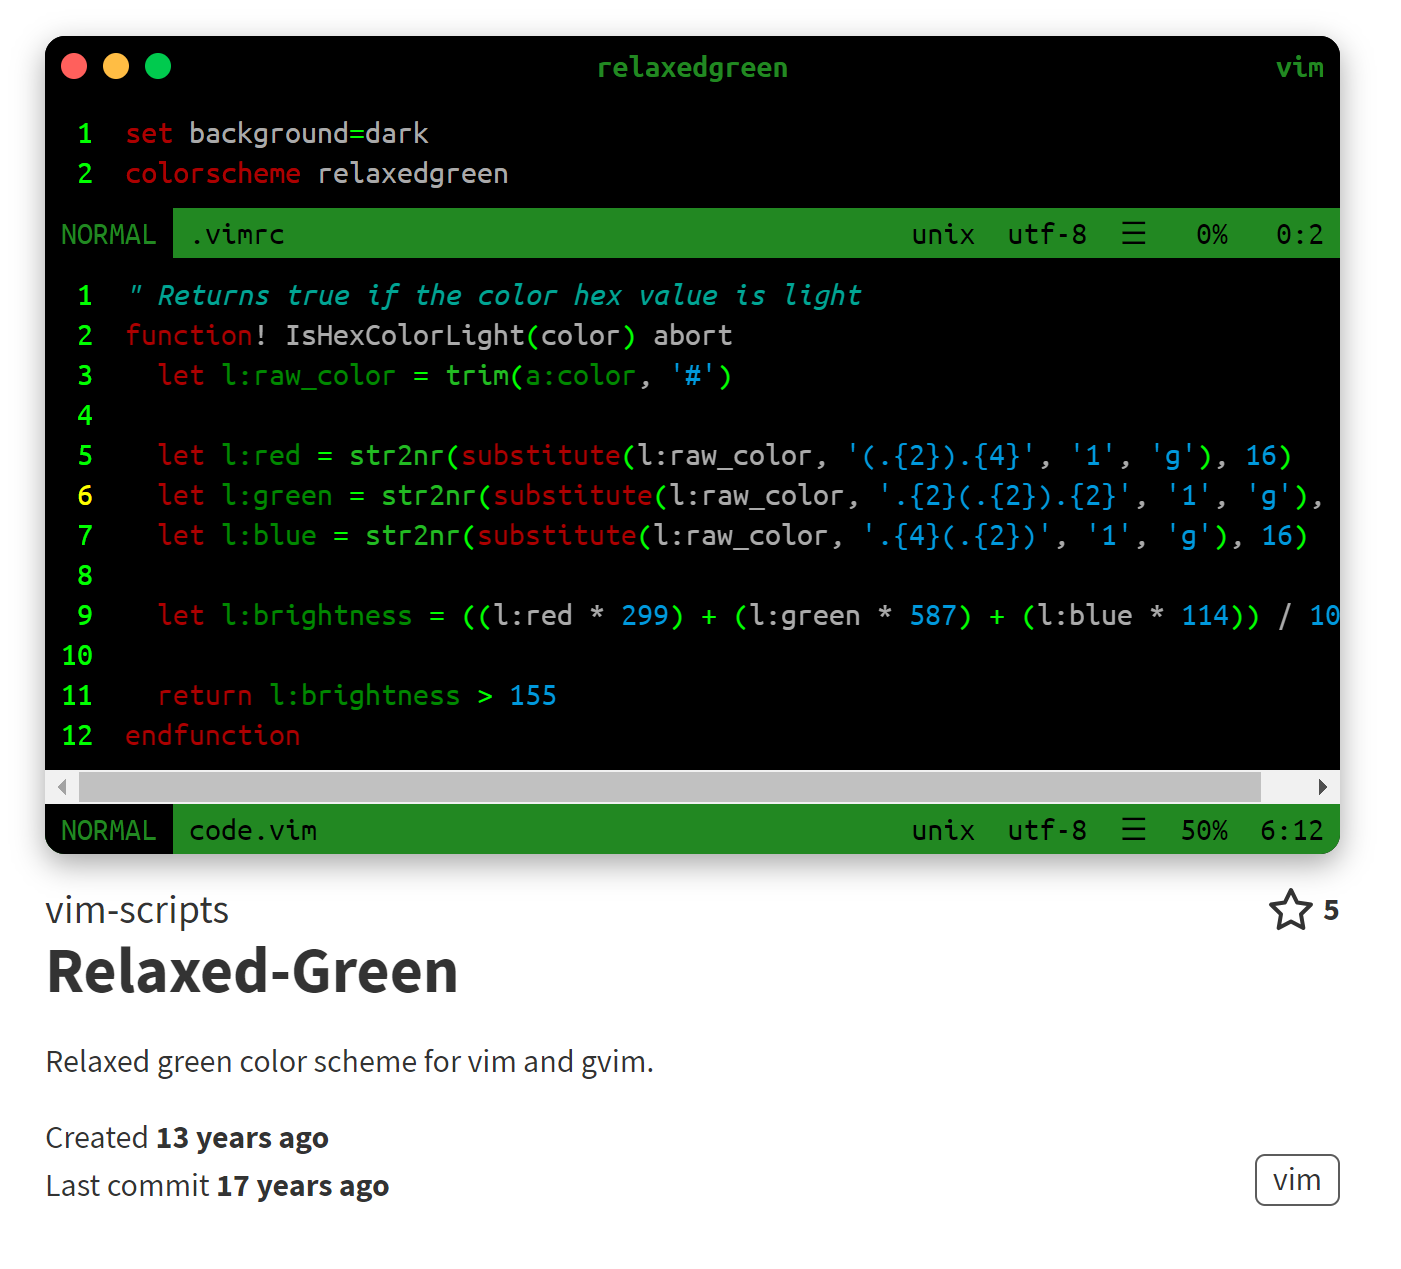 relaxedgreen vim
1 set background=dark
2 colorscheme relaxedgreen
NORMAL .vimrc unix utf-8 ☰ 0% 0:2
1 " Returns true if the color hex value is light
2 function! IsHexColorLight(color) abort
3 let l:raw_color = trim(a:color, '#')
4
5 let l:red = str2nr(substitute(l:raw_color, '(.{2}).{4}', '1', 'g'), 16)
6 let l:green = str2nr(substitute(l:raw_color, '.{2}(.{2}).{2}', '1', 'g'),
7 let l:blue = str2nr(substitute(l:raw_color, '.{4}(.{2})', '1', 'g'), 16)
8
9 let l:brightness = ((l:red * 299) + (l:green * 587) + (l:blue * 114)) / 10
10
11 return l:brightness > 155
12 endfunction
NORMAL code.vim unix utf-8 ☰ 50% 6:12
vim-scripts 5
Relaxed-Green
Relaxed green color scheme for vim and gvim.
Created 13 years ago
Last commit 17 years ago
vim